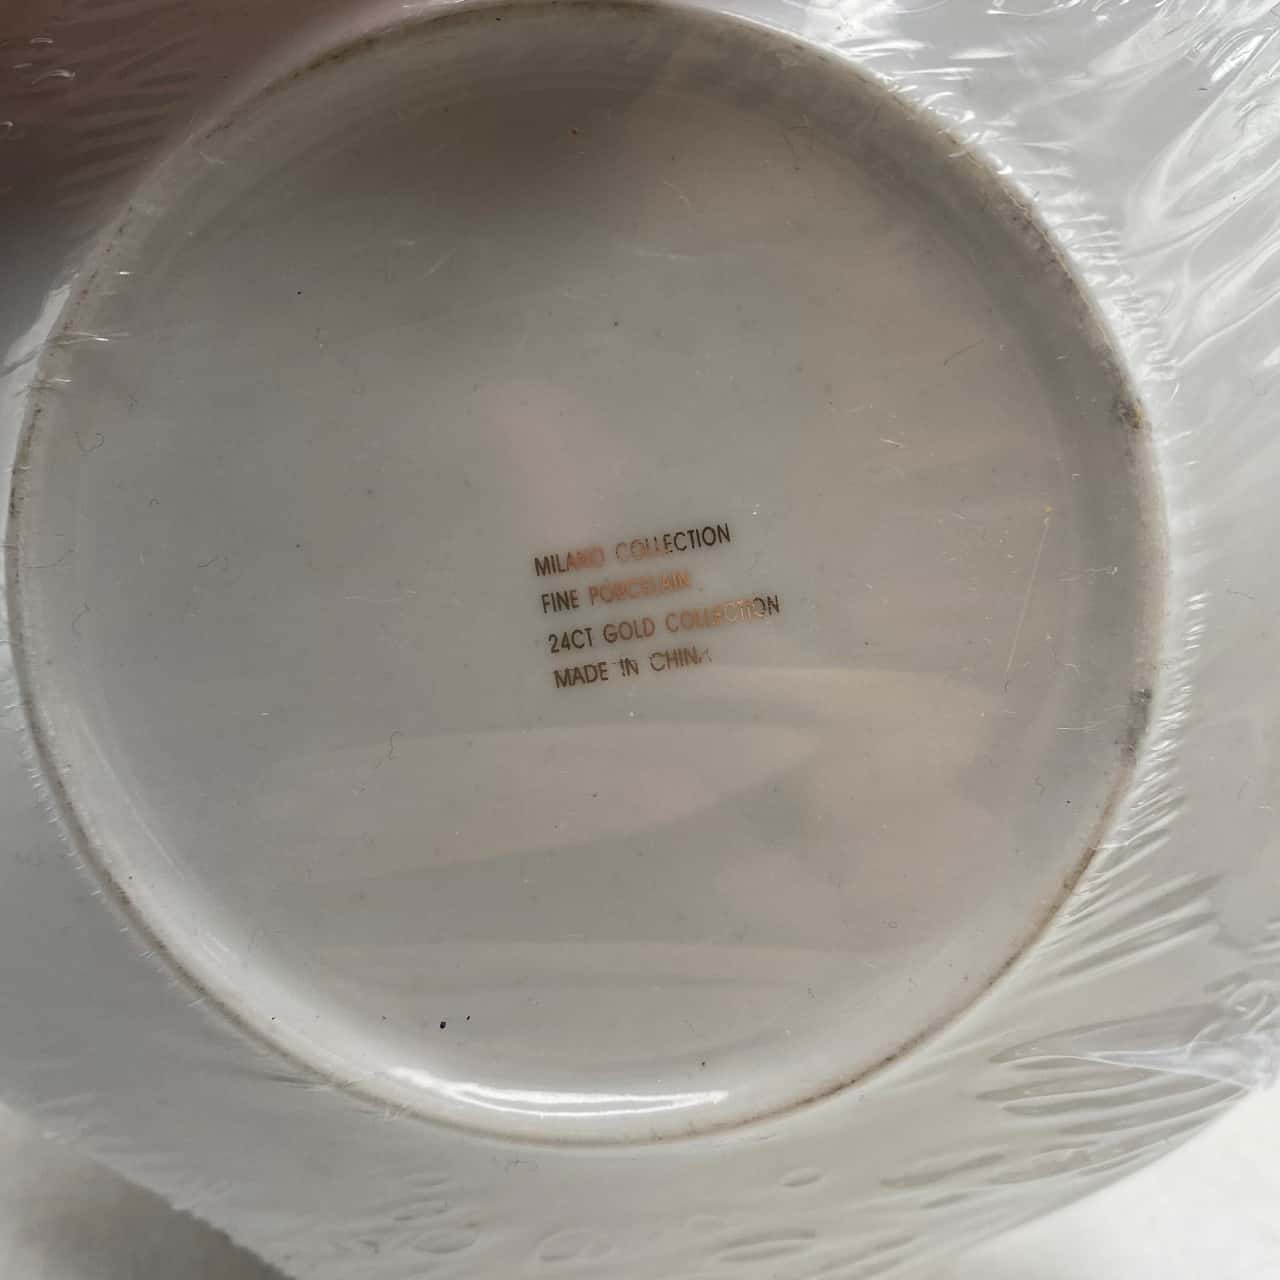 MILANO COLLECTION
FINE PORCELAIN
24CT GOLD COLLECTION
MADE IN CHINA